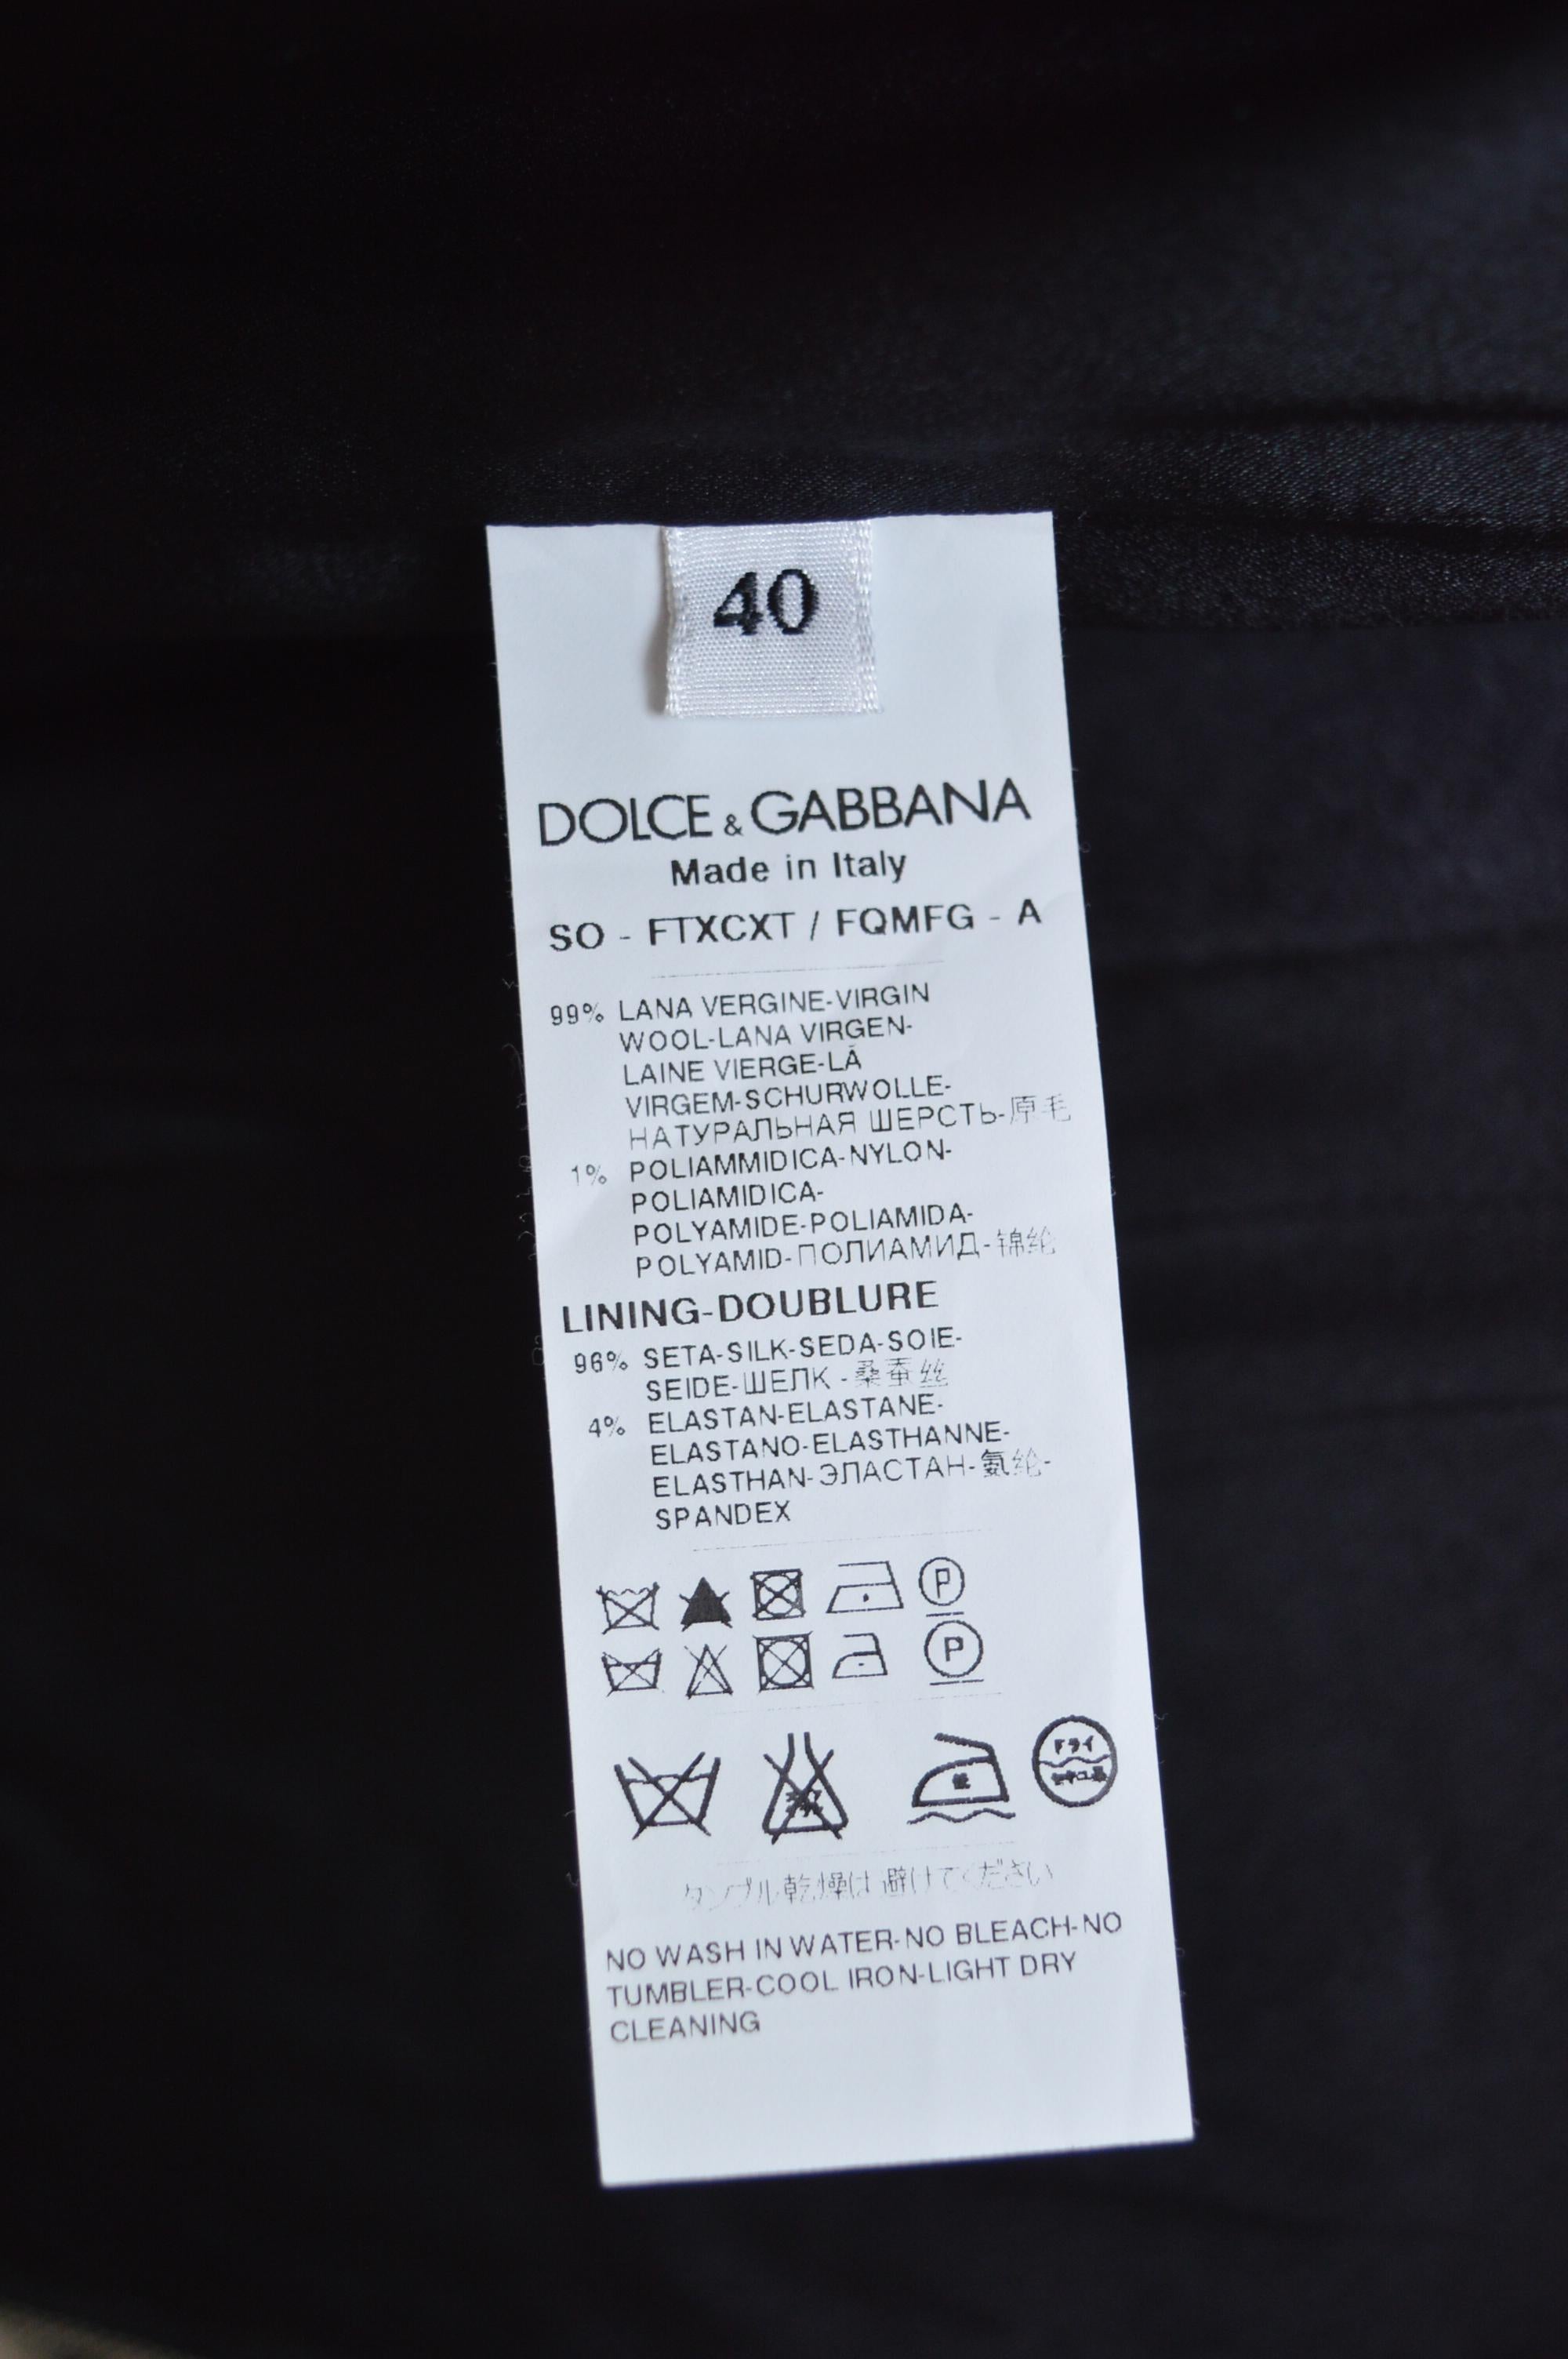 40
DOLCE & GABBANA
Made in Italy
SO - FTXCXT / FQMFG - A
99% LANA VERGINE-VIRGIN
WOOL-LANA VIRGEN-
LAINE VIERGE-LÃ
VIRGEM-SCHURWOLLE-
НАТУРАЛЬНАЯ ШЕРСТЬ-原毛
1% POLIAMMIDICA-NYLON-
POLIAMIDICA-
POLYAMIDE-POLIAMIDA-
POLYAMID-ПОЛИАМИД-锦纶
LINING-DOUBLURE
96% SETA-SILK-SEDA-SOIE-
SEIDE-ШЕЛК -桑蚕丝
4% ELASTAN-ELASTANE-
ELASTANO-ELASTHANNE-
ELASTHAN-ЭЛАСТАН-氨纶-
SPANDEX
P
P
ドライ
タンブル乾燥は避けてください
NO WASH IN WATER-NO BLEACH-NO
TUMBLER-COOL IRON-LIGHT DRY
CLEANING